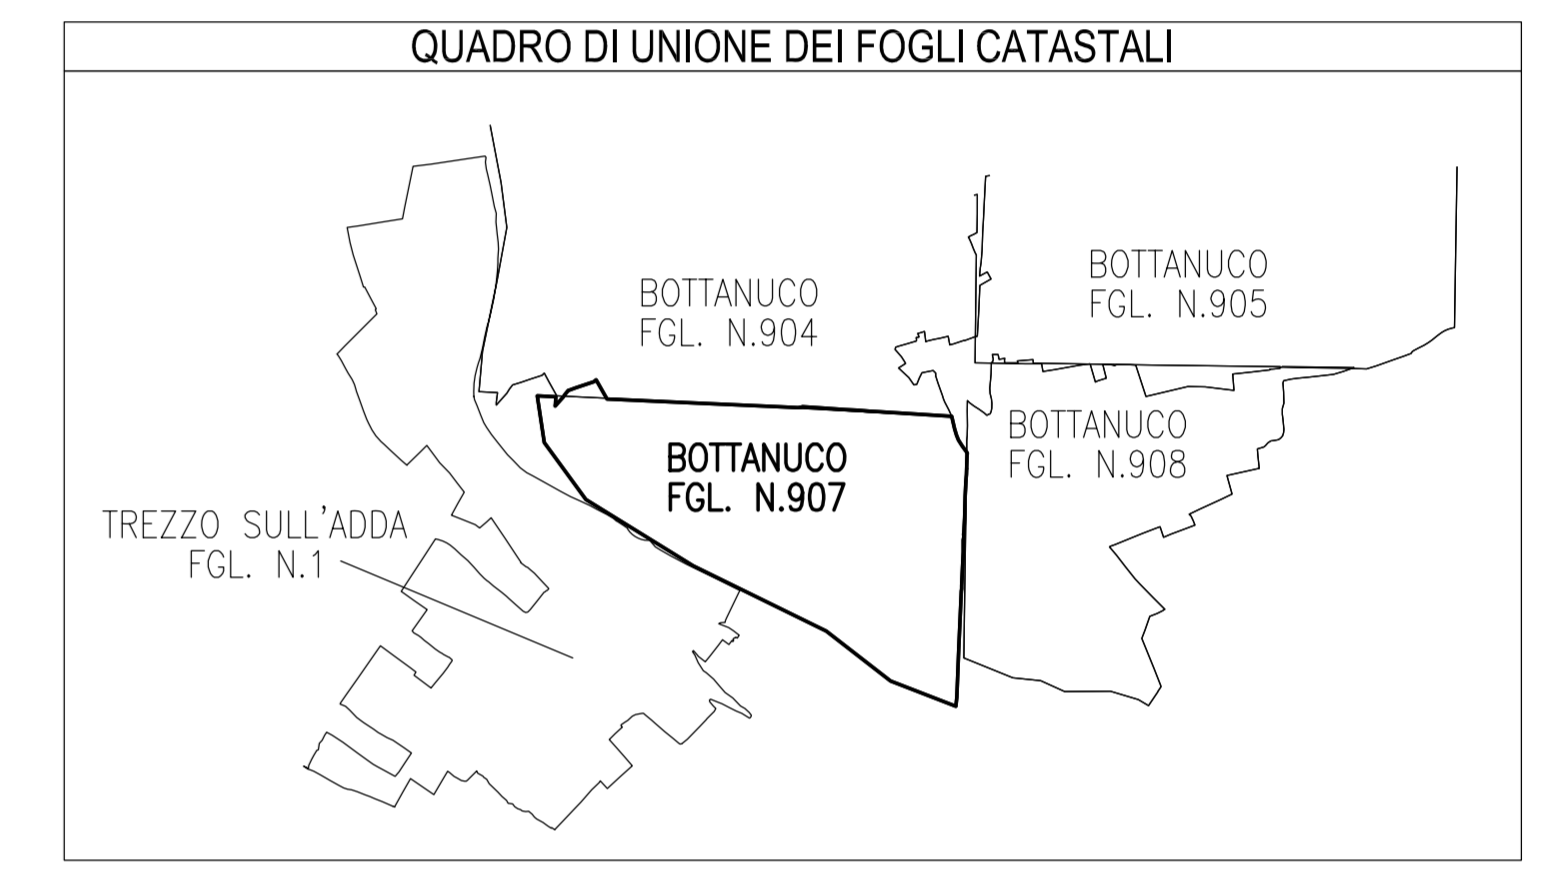 QUADRO DI UNIONE DEI FOGLI CATASTALI
BOTTANUCO
FGL. N.904
BOTTANUCO
FGL. N.905
BOTTANUCO
FGL. N.907
BOTTANUCO
FGL. N.908
TREZZO SULL'ADDA
FGL. N.1